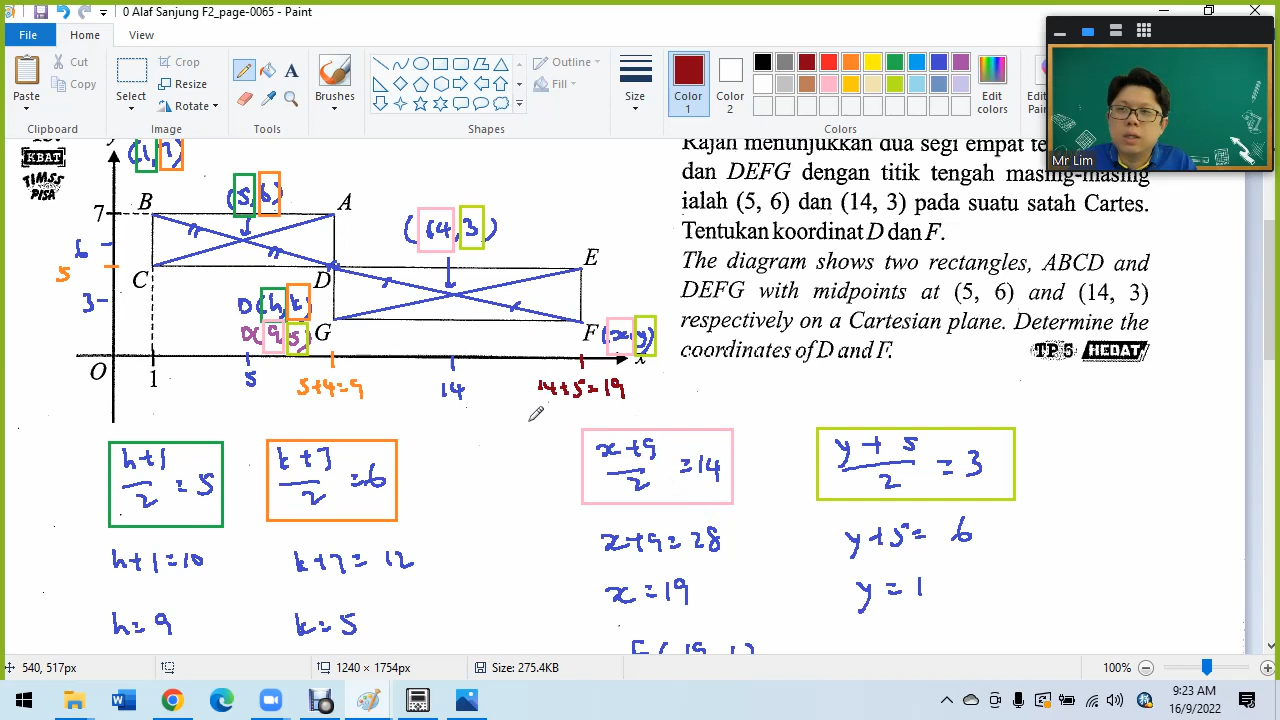 0 Alaf Sanjung F2_page-0065 - Paint
File Home View
Paste
Cut
Copy
Clipboard
Select
Crop
Resize
Rotate
Image
Tools
Brushes
Shapes
Outline
Fill
Size
Color 1
Color 2
Colors
Edit colors
Mr Lim
KBAT
TIMSS
PISA
(1,7)
Rajah menunjukkan dua segi empat
dan DEFG dengan titik tengah masing-masing
ialah (5, 6) dan (14, 3) pada suatu satah Cartes.
Tentukan koordinat D dan F.
The diagram shows two rectangles, ABCD and
DEFG with midpoints at (5, 6) and (14, 3)
respectively on a Cartesian plane. Determine the
coordinates of D and F.
TP 5 HEBAT
B (5,6) A
7
6
5
3
(14,3)
C D E
D(h,k)
D(9,5)
G F(x,y)
x
O 1 5 5+4=9 14 14+5=19
h+1/2 = 5
k+7/2 = 6
x+9/2 = 14
y+5/2 = 3
h+1=10
k+7=12
x+9=28
y+5= 6
h=9
k=5
x=19
y=1
F(19,1)
540, 517px
1240 × 1754px
Size: 275.4KB
100%
9:23 AM
16/9/2022